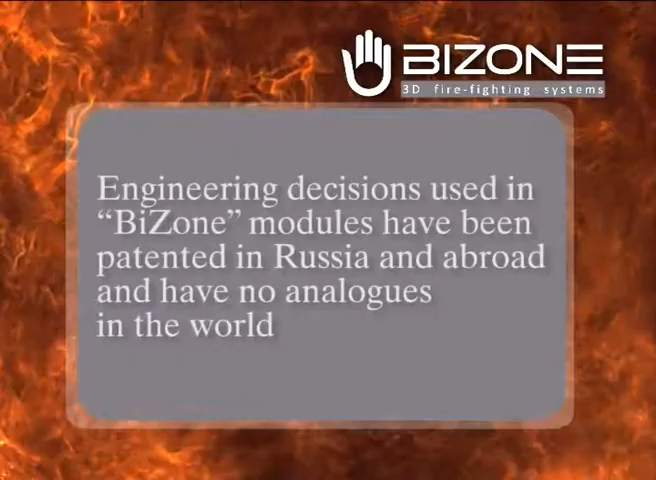 BIZONE
3D fire-fighting systems
Engineering decisions used in
“BiZone” modules have been
patented in Russia and abroad
and have no analogues
in the world